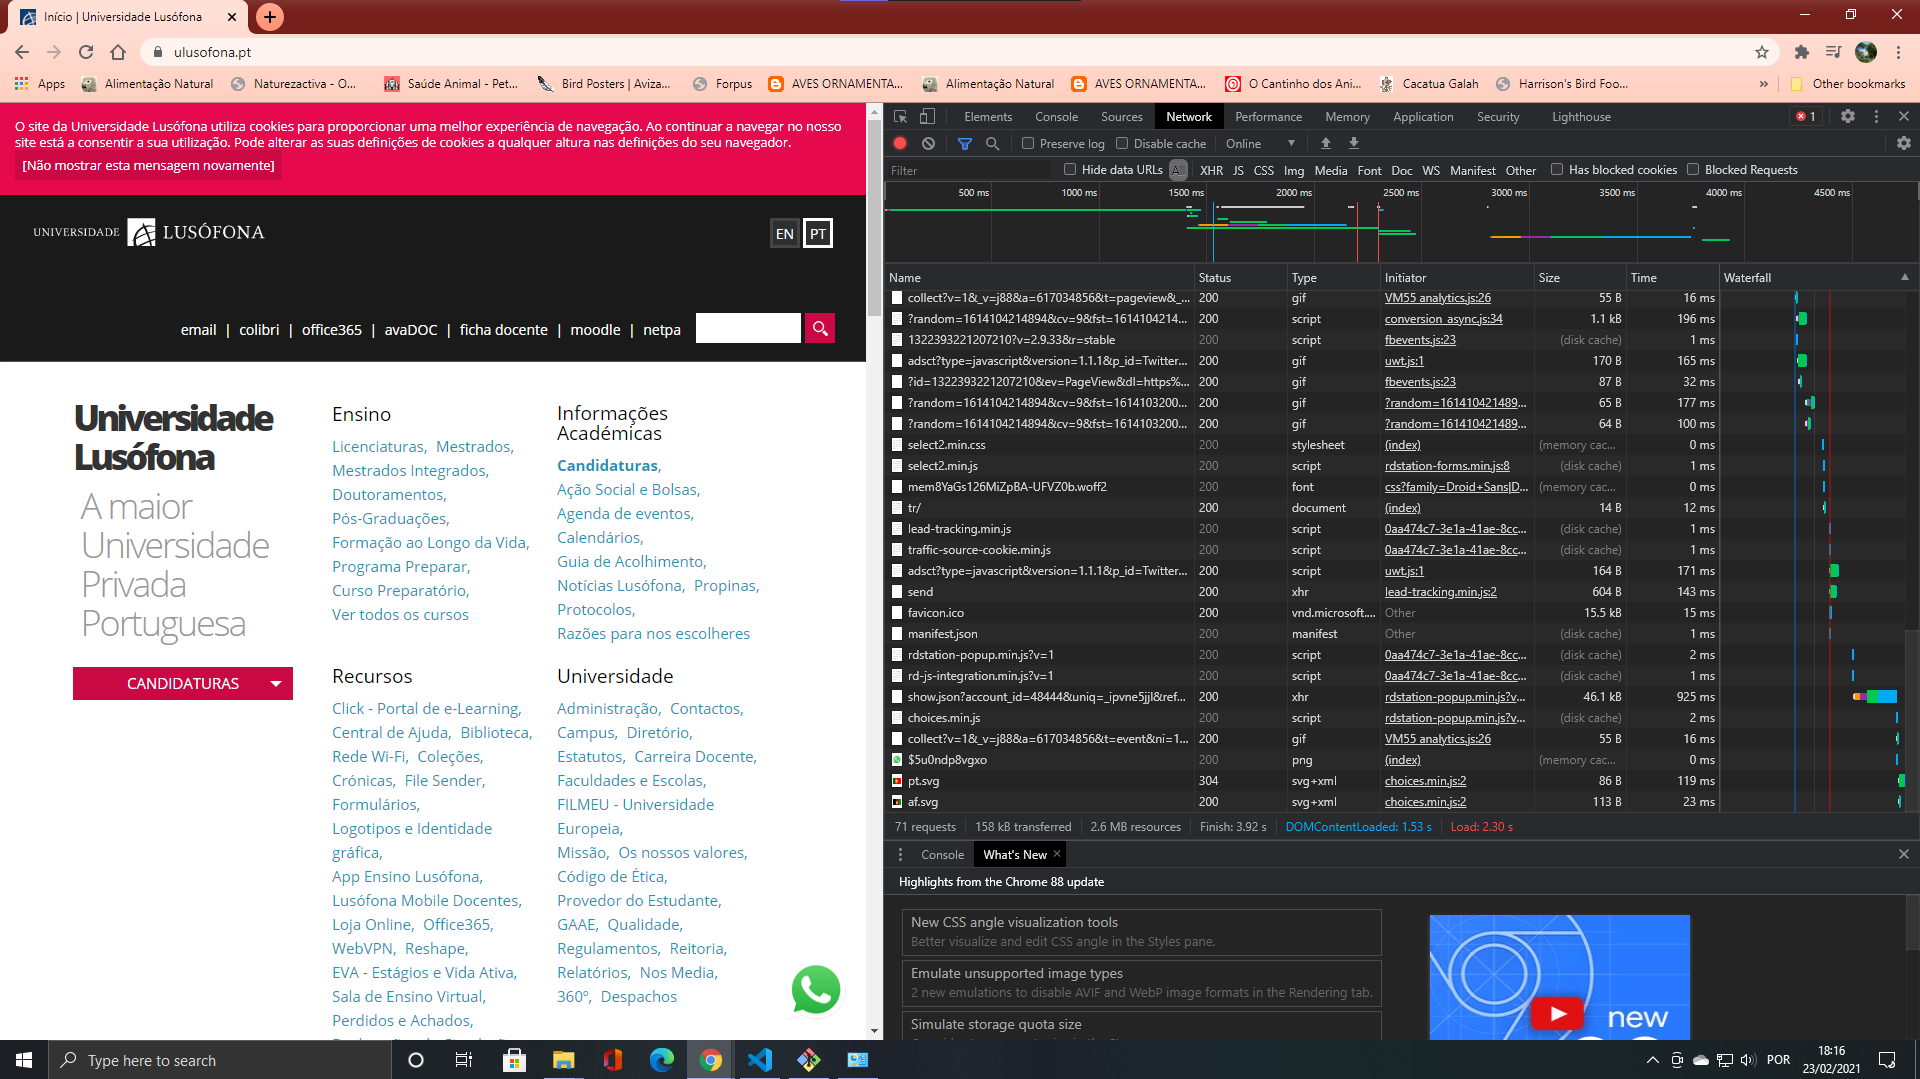 Início | Universidade Lusófona
ulusofona.pt
Apps
Alimentação Natural
Naturezactiva - O...
Saúde Animal - Pet...
Bird Posters | Aviza...
Forpus
AVES ORNAMENTA...
Alimentação Natural
AVES ORNAMENTA...
O Cantinho dos Ani...
Cacatua Galah
Harrison's Bird Foo...
»
Other bookmarks
O site da Universidade Lusófona utiliza cookies para proporcionar uma melhor experiência de navegação. Ao continuar a navegar no nosso
site está a consentir a sua utilização. Pode alterar as suas definições de cookies a qualquer altura nas definições do seu navegador.
[Não mostrar esta mensagem novamente]
UNIVERSIDADE LUSÓFONA
EN PT
email | colibri | office365 | avaDOC | ficha docente | moodle | netpa
Universidade
Lusófona
A maior
Universidade
Privada
Portuguesa
CANDIDATURAS
Ensino
Licenciaturas, Mestrados,
Mestrados Integrados,
Doutoramentos,
Pós-Graduações,
Formação ao Longo da Vida,
Programa Preparar,
Curso Preparatório,
Ver todos os cursos
Informações
Académicas
Candidaturas,
Ação Social e Bolsas,
Agenda de eventos,
Calendários,
Guia de Acolhimento,
Notícias Lusófona, Propinas,
Protocolos,
Razões para nos escolheres
Recursos
Click - Portal de e-Learning,
Central de Ajuda, Biblioteca,
Rede Wi-Fi, Coleções,
Crónicas, File Sender,
Formulários,
Logotipos e Identidade
gráfica,
App Ensino Lusófona,
Lusófona Mobile Docentes,
Loja Online, Office365,
WebVPN, Reshape,
EVA - Estágios e Vida Ativa,
Sala de Ensino Virtual,
Perdidos e Achados,
Universidade
Administração, Contactos,
Campus, Diretório,
Estatutos, Carreira Docente,
Faculdades e Escolas,
FILMEU - Universidade
Europeia,
Missão, Os nossos valores,
Código de Ética,
Provedor do Estudante,
GAAE, Qualidade,
Regulamentos, Reitoria,
Relatórios, Nos Media,
360º, Despachos
Elements Console Sources Network Performance Memory Application Security Lighthouse 1
Preserve log Disable cache Online
Filter Hide data URLs All XHR JS CSS Img Media Font Doc WS Manifest Other Has blocked cookies Blocked Requests
500 ms 1000 ms 1500 ms 2000 ms 2500 ms 3000 ms 3500 ms 4000 ms 4500 ms
Name Status Type Initiator Size Time Waterfall
collect?v=1&_v=j88&a=617034856&t=pageview&_... 200 gif VM55 analytics.js:26 55 B 16 ms
?random=1614104214894&cv=9&fst=1614104214... 200 script conversion_async.js:34 1.1 kB 196 ms
1322393221207210?v=2.9.33&r=stable 200 script fbevents.js:23 (disk cache) 1 ms
adsct?type=javascript&version=1.1.1&p_id=Twitter... 200 gif uwt.js:1 170 B 165 ms
?id=1322393221207210&ev=PageView&dl=https%... 200 gif fbevents.js:23 87 B 32 ms
?random=1614104214894&cv=9&fst=1614103200... 200 gif ?random=161410421489... 65 B 177 ms
?random=1614104214894&cv=9&fst=1614103200... 200 gif ?random=161410421489... 64 B 100 ms
select2.min.css 200 stylesheet (index) (memory cac... 0 ms
select2.min.js 200 script rdstation-forms.min.js:8 (disk cache) 1 ms
mem8YaGs126MiZpBA-UFVZ0b.woff2 200 font css?family=Droid+Sans|D... (memory cac... 0 ms
tr/ 200 document (index) 14 B 12 ms
lead-tracking.min.js 200 script 0aa474c7-3e1a-41ae-8cc... (disk cache) 1 ms
traffic-source-cookie.min.js 200 script 0aa474c7-3e1a-41ae-8cc... (disk cache) 1 ms
adsct?type=javascript&version=1.1.1&p_id=Twitter... 200 script uwt.js:1 164 B 171 ms
send 200 xhr lead-tracking.min.js:2 604 B 143 ms
favicon.ico 200 vnd.microsoft.... Other 15.5 kB 15 ms
manifest.json 200 manifest Other (disk cache) 1 ms
rdstation-popup.min.js?v=1 200 script 0aa474c7-3e1a-41ae-8cc... (disk cache) 2 ms
rd-js-integration.min.js?v=1 200 script 0aa474c7-3e1a-41ae-8cc... (disk cache) 1 ms
show.json?account_id=48444&uniq=_ipvne5jjl&ref... 200 xhr rdstation-popup.min.js?v... 46.1 kB 925 ms
choices.min.js 200 script rdstation-popup.min.js?v... (disk cache) 2 ms
collect?v=1&_v=j88&a=617034856&t=event&ni=1... 200 gif VM55 analytics.js:26 55 B 16 ms
$5u0ndp8vgxo 200 png (index) (memory cac... 0 ms
pt.svg 304 svg+xml choices.min.js:2 86 B 119 ms
af.svg 200 svg+xml choices.min.js:2 113 B 23 ms
71 requests 158 kB transferred 2.6 MB resources Finish: 3.92 s DOMContentLoaded: 1.53 s Load: 2.30 s
Console What's New
Highlights from the Chrome 88 update
New CSS angle visualization tools
Better visualize and edit CSS angle in the Styles pane.
Emulate unsupported image types
2 new emulations to disable AVIF and WebP image formats in the Rendering tab.
Simulate storage quota size
new
Type here to search
POR
18:16
23/02/2021